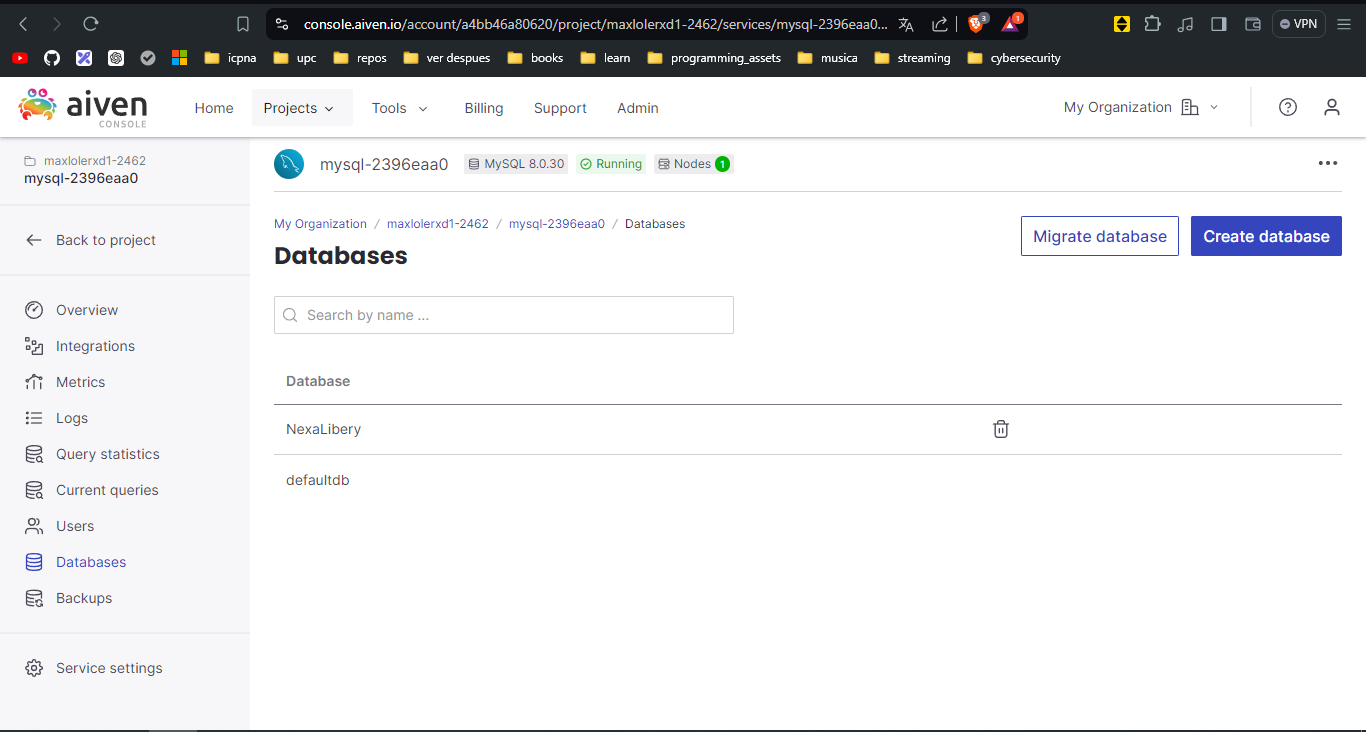 console.aiven.io/account/a4bb46a80620/project/maxlolerxd1-2462/services/mysql-2396eaa0...
3
1
VPN
icpna
upc
repos
ver despues
books
learn
programming_assets
musica
streaming
cybersecurity
aiven
CONSOLE
Home
Projects
Tools
Billing
Support
Admin
My Organization
maxlolerxd1-2462
mysql-2396eaa0
mysql-2396eaa0
MySQL 8.0.30
Running
Nodes 1
Back to project
My Organization / maxlolerxd1-2462 / mysql-2396eaa0 / Databases
Databases
Migrate database
Create database
Search by name ...
Overview
Integrations
Metrics
Logs
Query statistics
Current queries
Users
Databases
Backups
Service settings
Database
NexaLibery
defaultdb